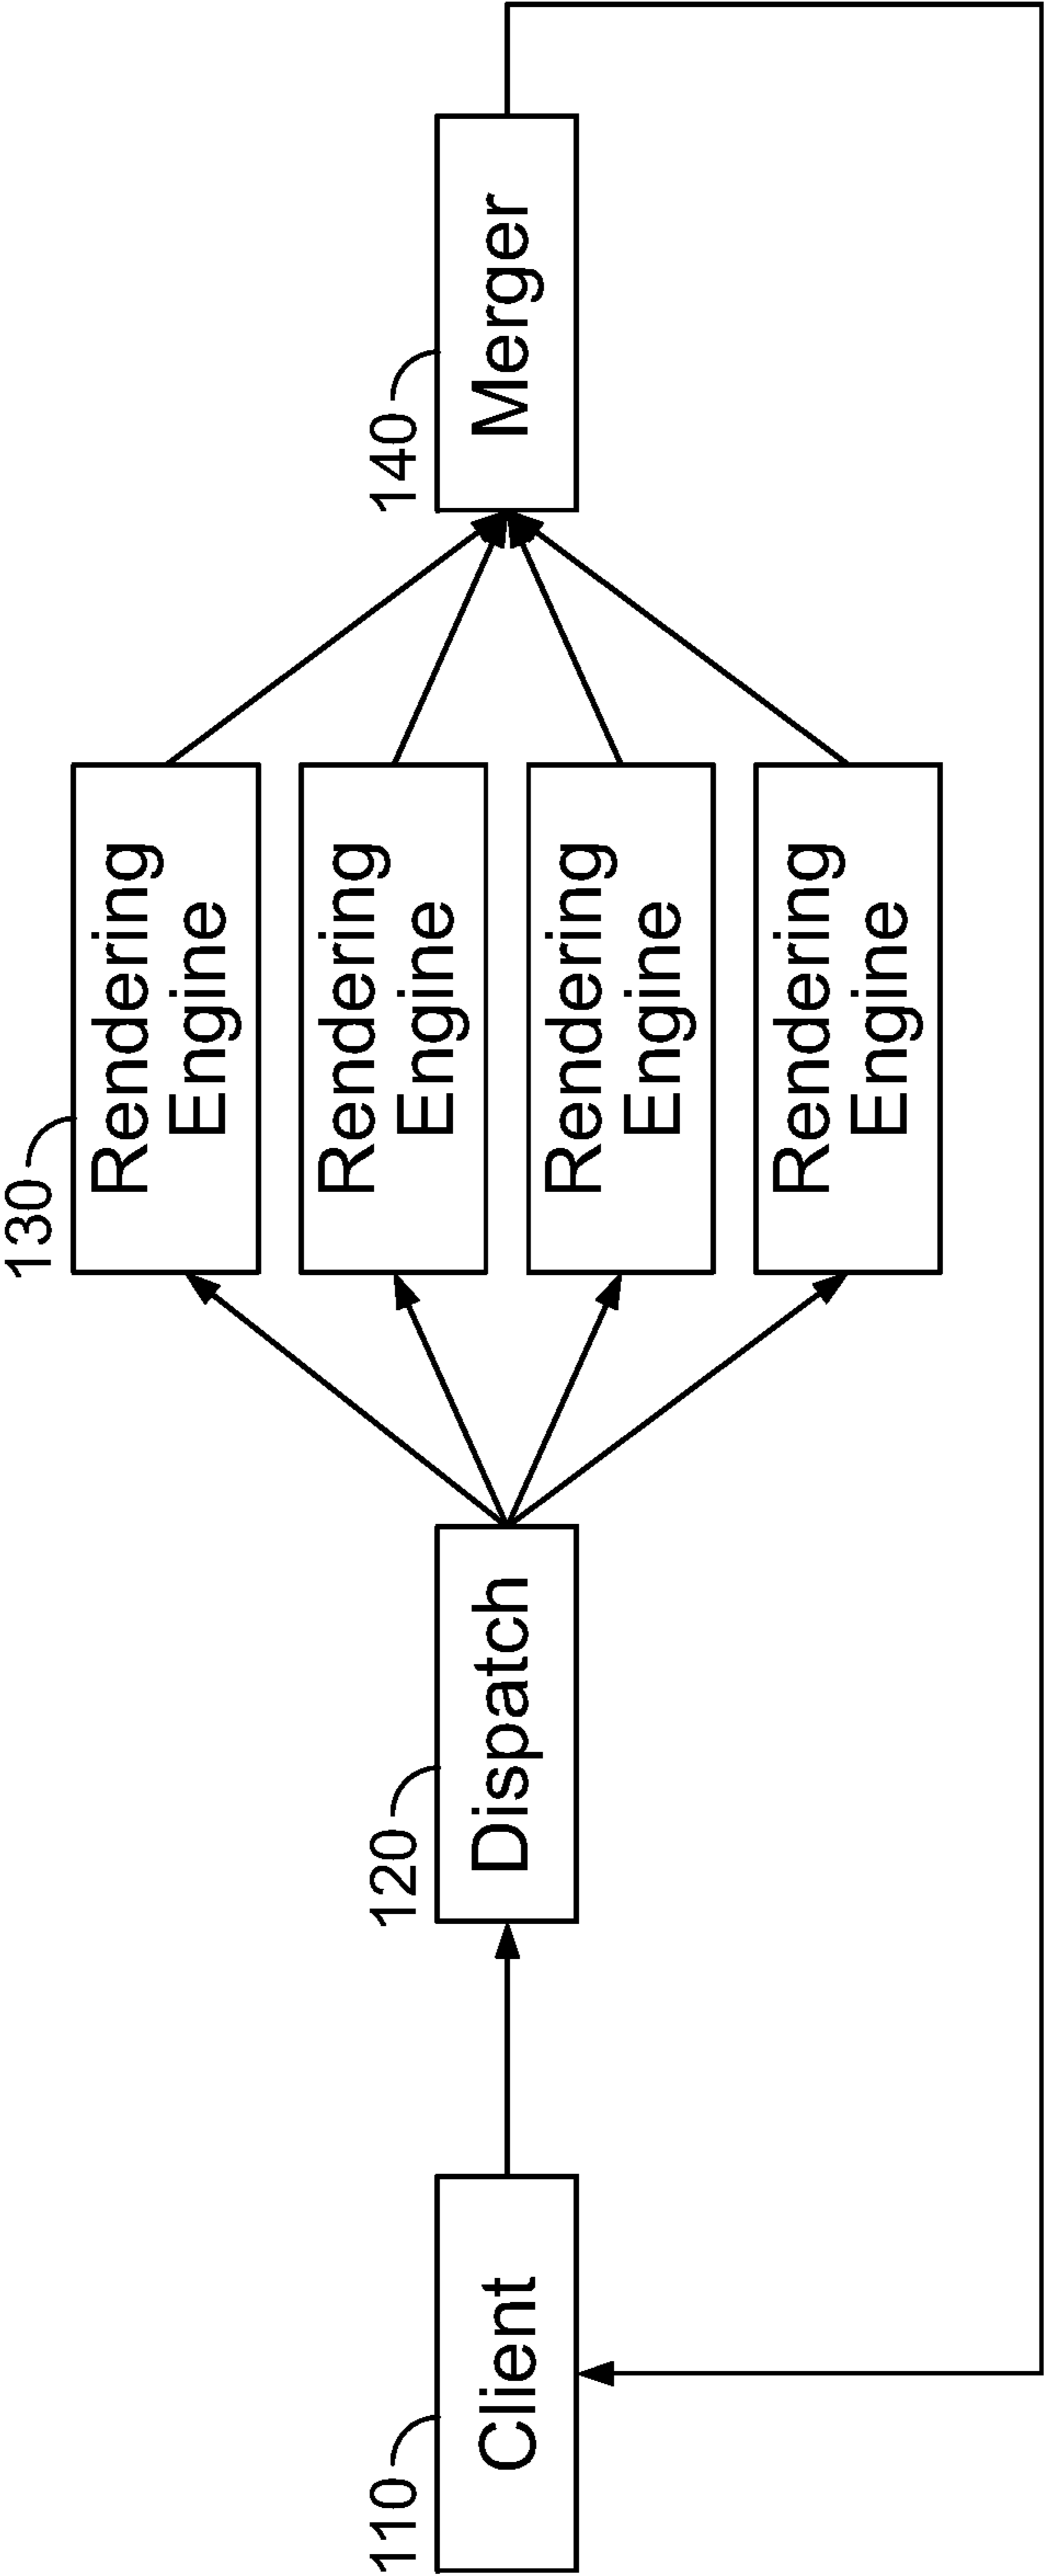 110
Client
120
Dispatch
130
Rendering
Engine
Rendering
Engine
Rendering
Engine
Rendering
Engine
140
Merger